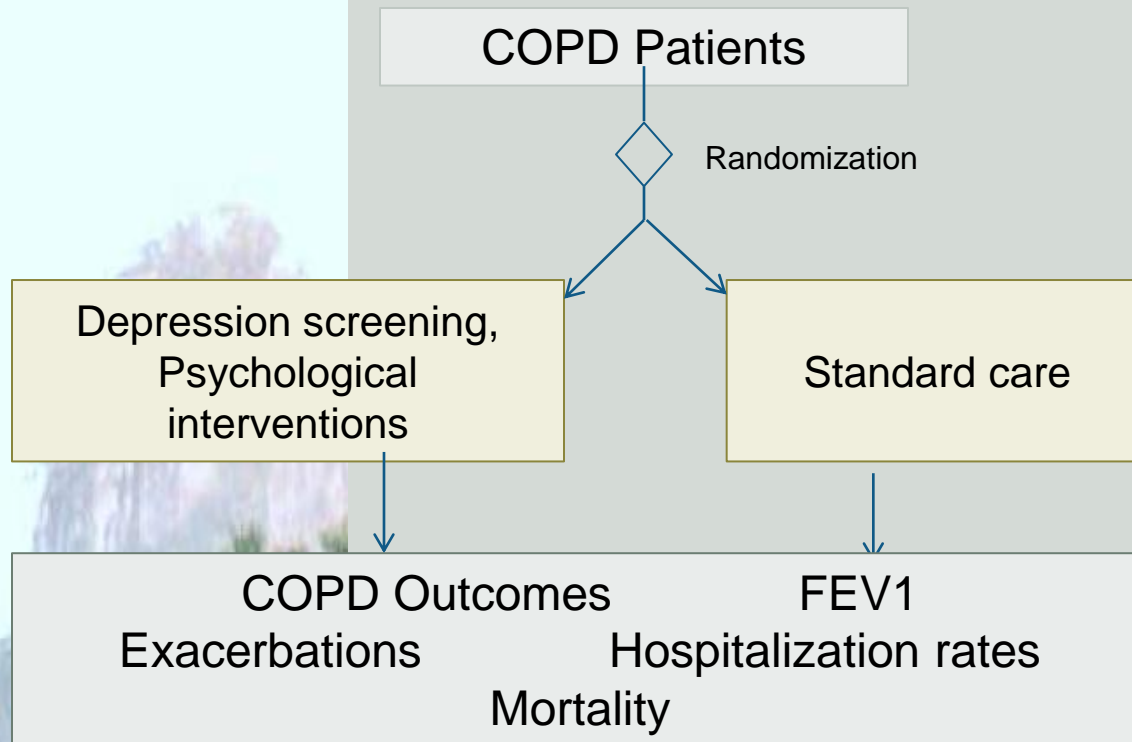 COPD Patients
Randomization
Depression screening,
Psychological
interventions
Standard care
COPD Outcomes FEV1
Exacerbations Hospitalization rates
Mortality